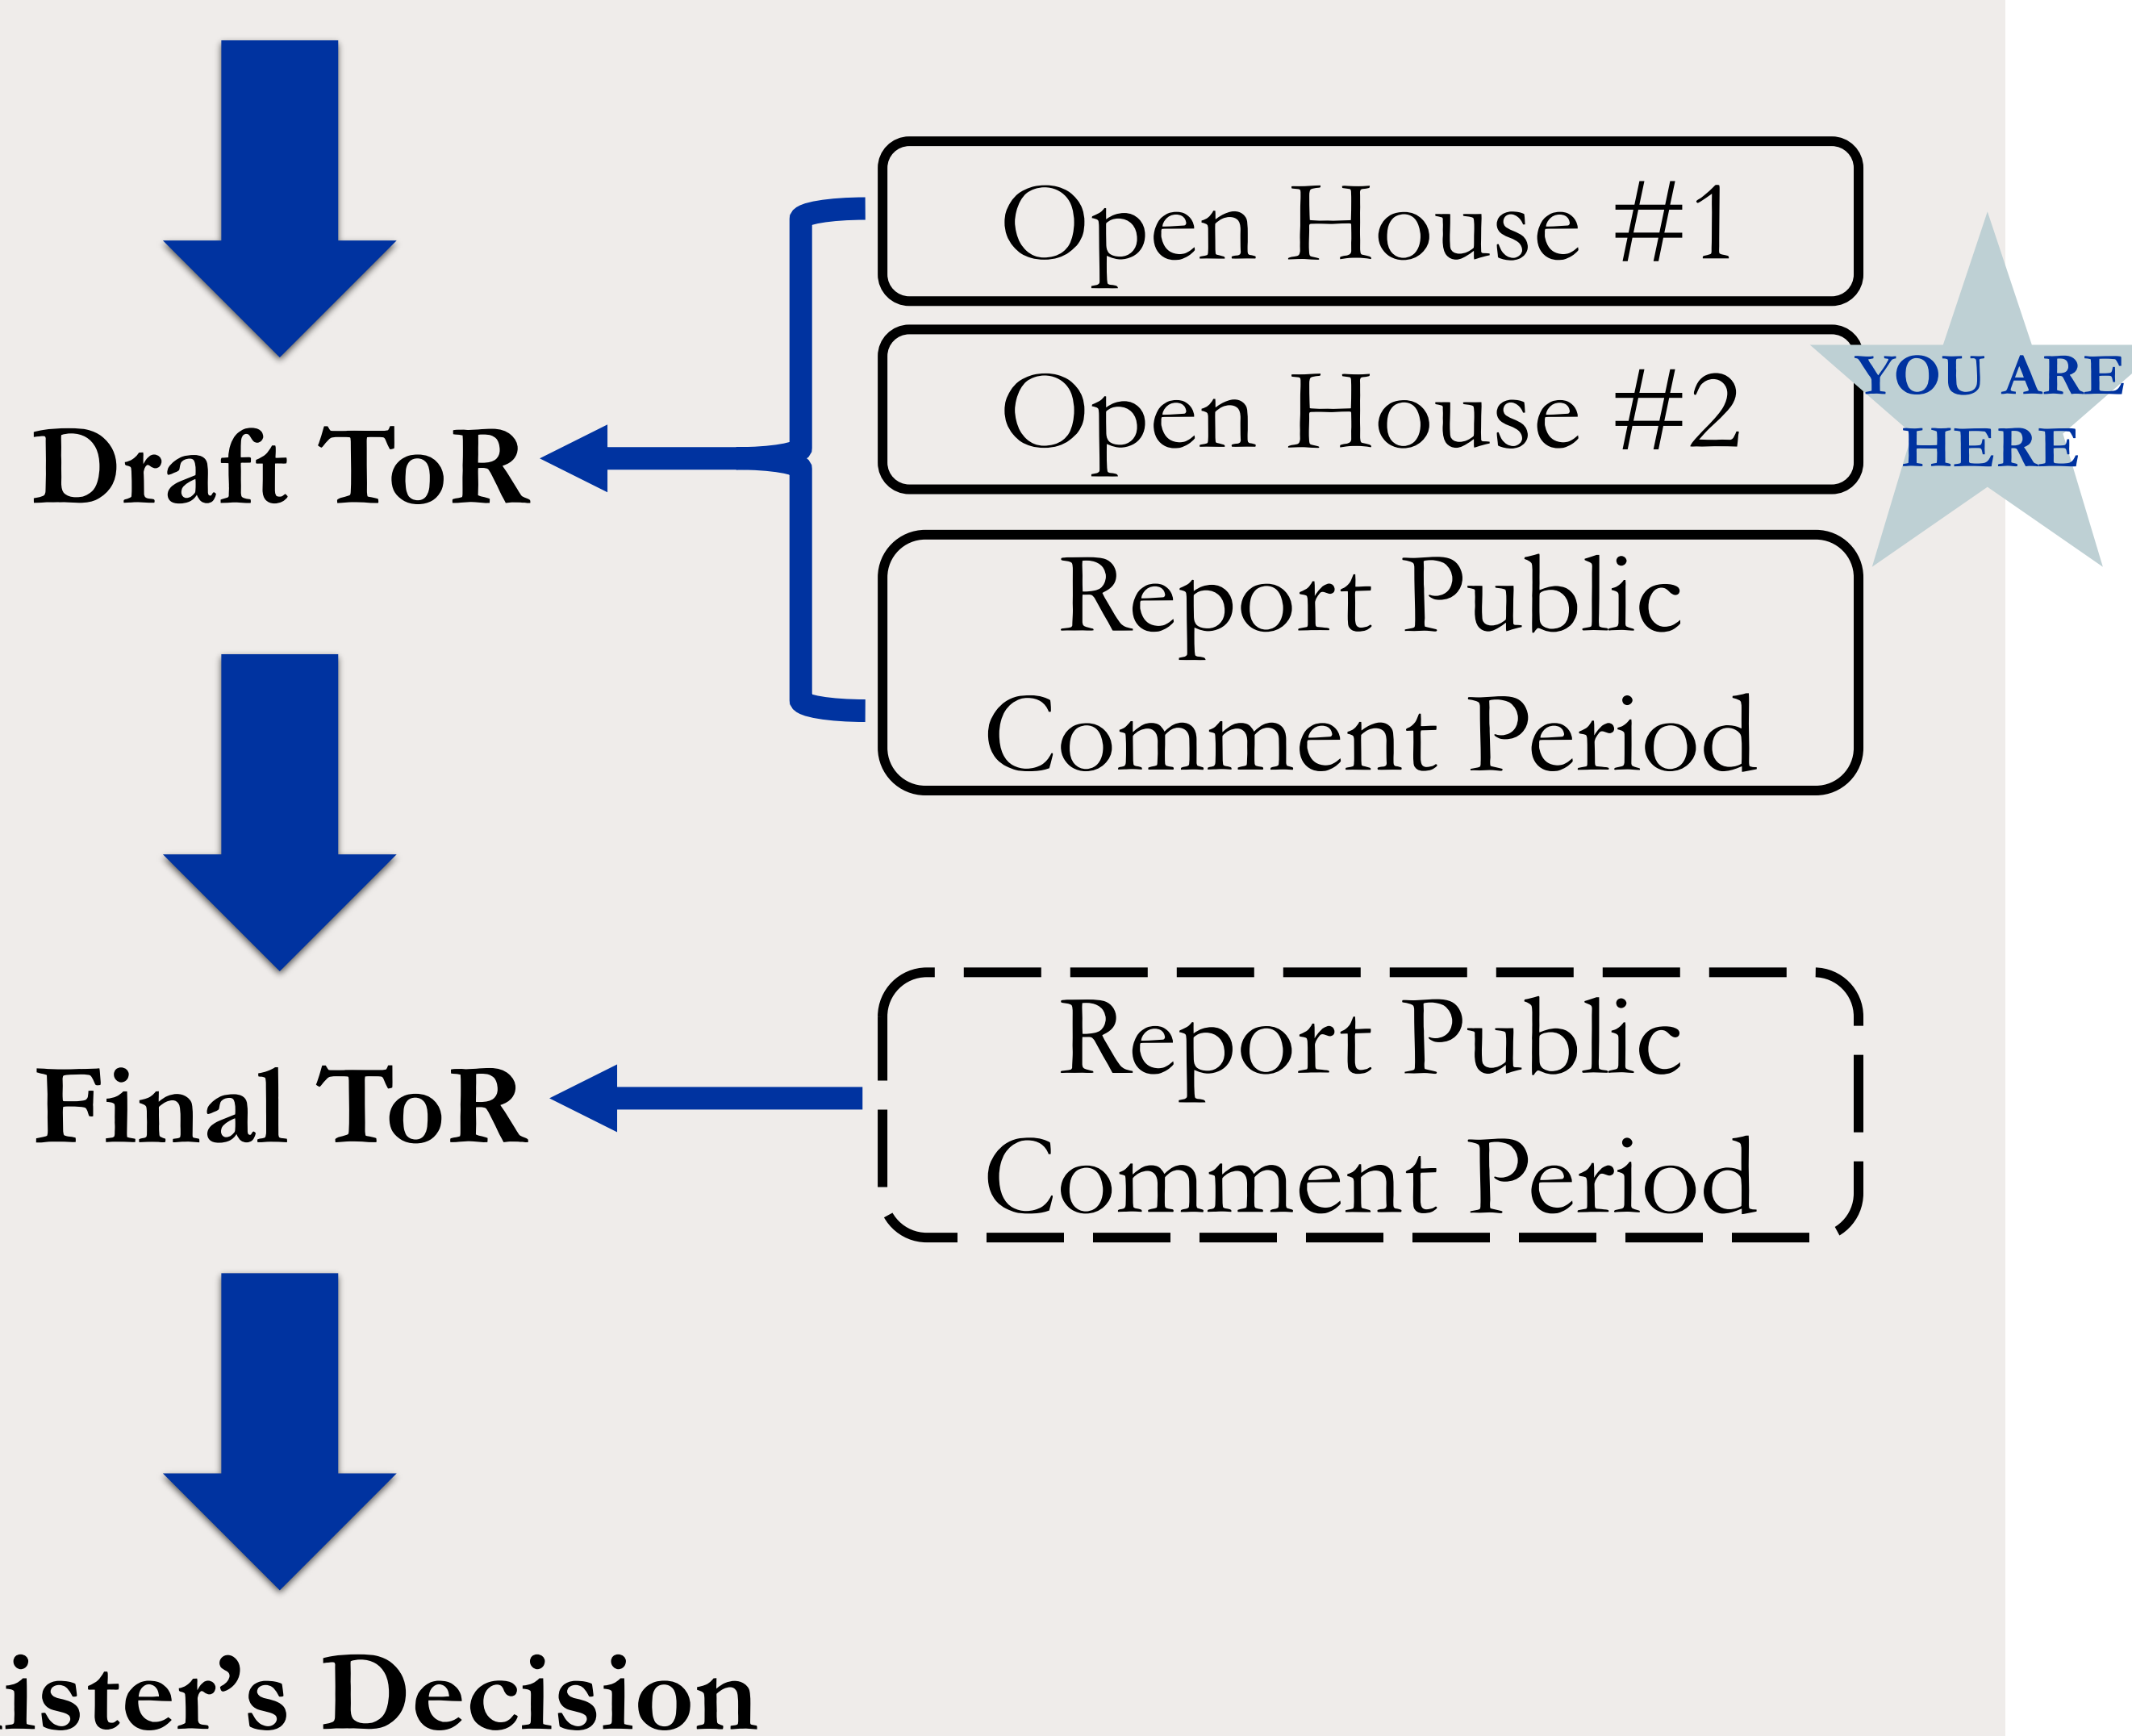 Open House #1
Open House #2
YOU ARE
HERE
Draft ToR
Report Public
Comment Period
Final ToR
Report Public
Comment Period
ister’s Decision